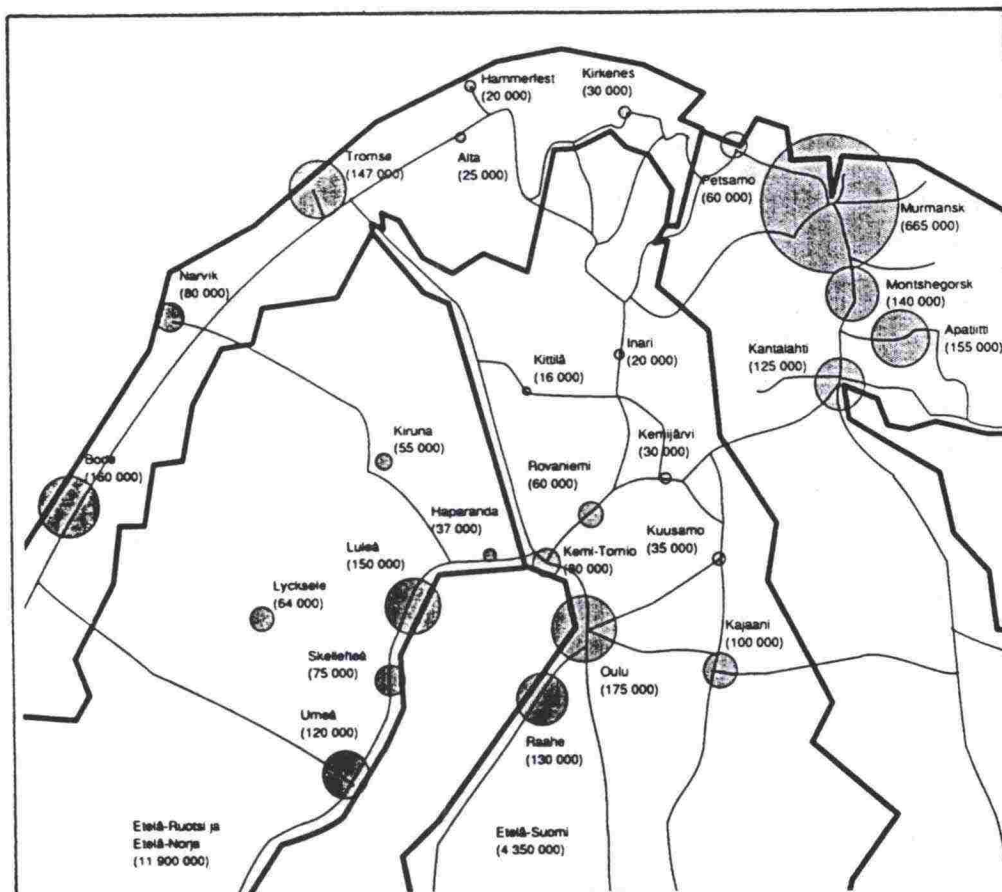 Hammerfest
(20 000)
Kirkenes
(30 000)
Tromsø
(147 000)
Alta
(25 000)
Petsamo
(60 000)
Murmansk
(665 000)
Narvik
(80 000)
Montshegorsk
(140 000)
Apatiitti
(155 000)
Inari
(20 000)
Kantalahti
(125 000)
Kittilä
(16 000)
Kiruna
(55 000)
Kemijärvi
(30 000)
Bodø
(160 000)
Rovaniemi
(60 000)
Haparanda
(37 000)
Kuusamo
(35 000)
Luleå
(150 000)
Kemi-Tornio
(80 000)
Lycksele
(64 000)
Kajaani
(100 000)
Skellefteå
(75 000)
Oulu
(175 000)
Umeå
(120 000)
Raahe
(130 000)
Etelä-Ruotsi ja
Etelä-Norja
(11 900 000)
Etelä-Suomi
(4 350 000)